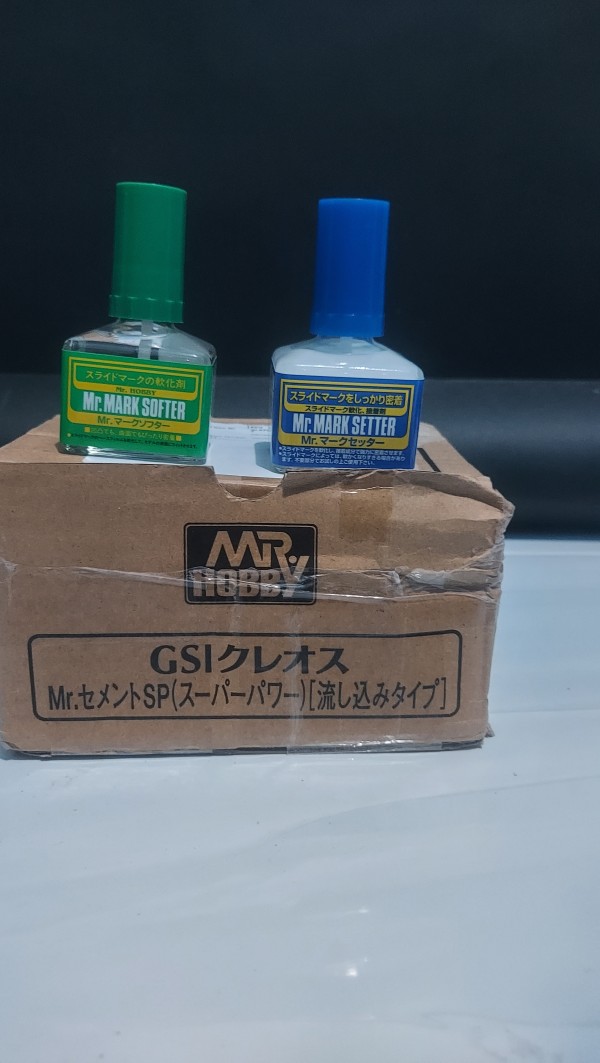 スライドマークの軟化剤
Mr. HOBBY
Mr. MARK SOFTER
Mr. マークソフター
スライドマークをしっかり密着
スライドマーク軟化、接着剤
Mr. MARK SETTER
Mr. マークセッター
MR.
HOBBY
GSIクレオス
Mr.セメントSP(スーパーパワー)[流し込みタイプ]